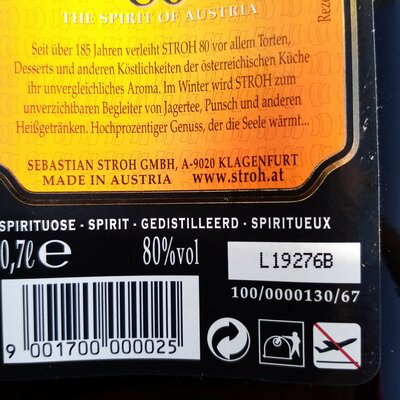 THE SPIRIT OF AUSTRIA
Seit über 185 Jahren verleiht STROH 80 vor allem Torten,
Desserts und anderen Köstlichkeiten der österreichischen Küche
ihr unvergleichliches Aroma. Im Winter wird STROH zum
unverzichtbaren Begleiter von Jagertee, Punsch und anderen
Heißgetränken. Hochprozentiger Genuss, der die Seele wärmt...
SEBASTIAN STROH GMBH, A-9020 KLAGENFURT
MADE IN AUSTRIA www.stroh.at
SPIRITUOSE - SPIRIT - GEDISTILLEERD - SPIRITUEUX
0,7ℓ e 80%vol
L19276B
100/0000130/67
9 001700 000025